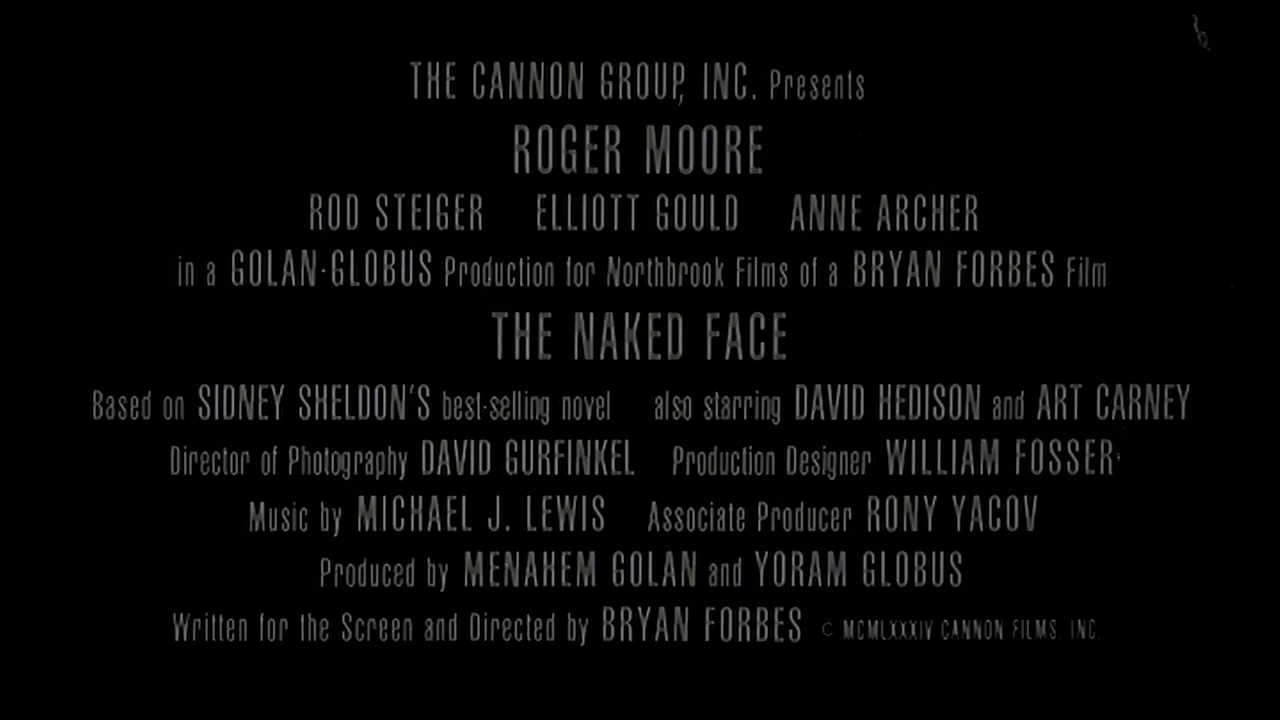 THE CANNON GROUP, INC. Presents
ROGER MOORE
ROD STEIGER ELLIOTT GOULD ANNE ARCHER
in a GOLAN-GLOBUS Production for Northbrook Films of a BRYAN FORBES Film
THE NAKED FACE
Based on SIDNEY SHELDON'S best-selling novel also starring DAVID HEDISON and ART CARNEY
Director of Photography DAVID GURFINKEL Production Designer WILLIAM FOSSER
Music by MICHAEL J. LEWIS Associate Producer RONY YACOV
Produced by MENAHEM GOLAN and YORAM GLOBUS
Written for the Screen and Directed by BRYAN FORBES © MCMLXXXIV CANNON FILMS, INC.